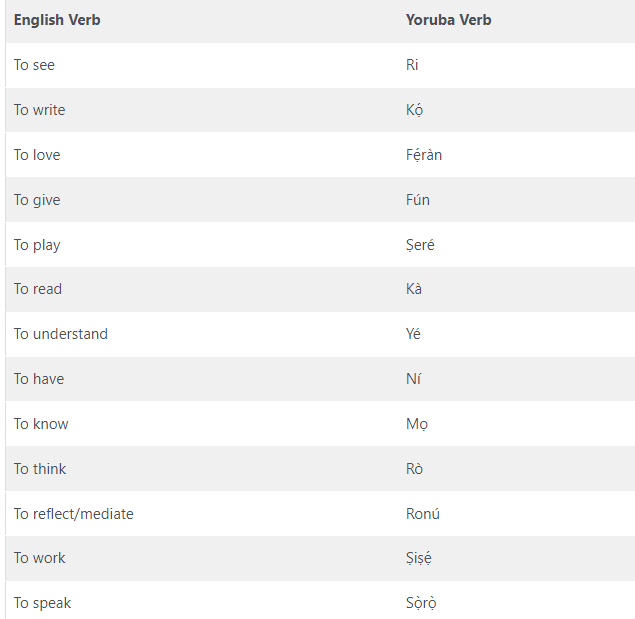 English Verb Yoruba Verb
To see Ri
To write Kọ́
To love Fẹ́ràn
To give Fún
To play Ṣeré
To read Kà
To understand Yé
To have Ní
To know Mọ
To think Rò
To reflect/mediate Ronú
To work Ṣiṣẹ́
To speak Sọ̀rọ̀